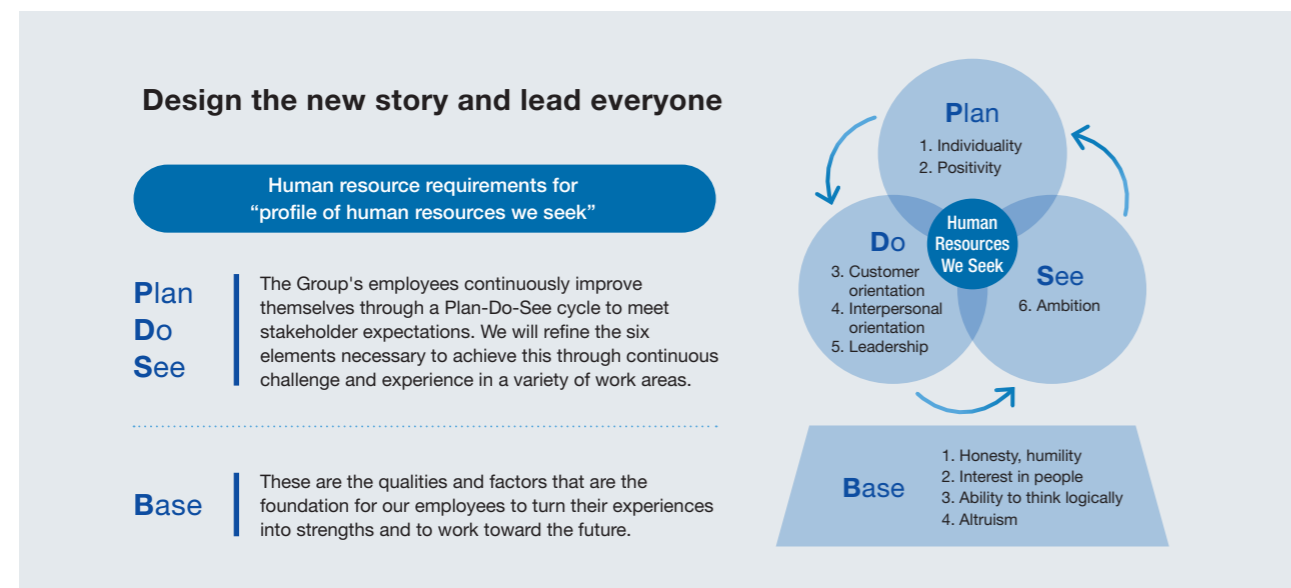 Design the new story and lead everyone
Human resource requirements for
“profile of human resources we seek”
Plan
Do
See
The Group's employees continuously improve
themselves through a Plan-Do-See cycle to meet
stakeholder expectations. We will refine the six
elements necessary to achieve this through continuous
challenge and experience in a variety of work areas.
Base
These are the qualities and factors that are the
foundation for our employees to turn their experiences
into strengths and to work toward the future.
Plan
1. Individuality
2. Positivity
Do
3. Customer
orientation
4. Interpersonal
orientation
5. Leadership
Human
Resources
We Seek
See
6. Ambition
Base
1. Honesty, humility
2. Interest in people
3. Ability to think logically
4. Altruism